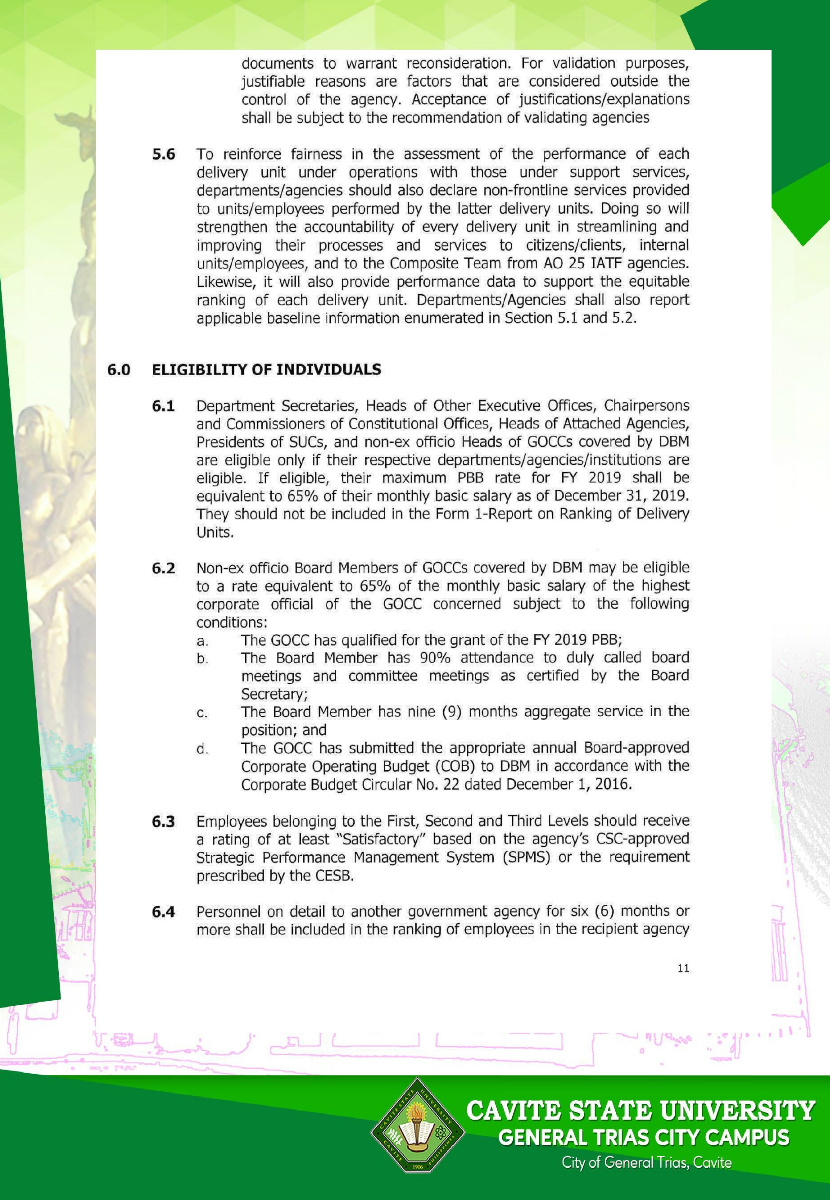 documents to warrant reconsideration. For validation purposes,
justifiable reasons are factors that are considered outside the
control of the agency. Acceptance of justifications/explanations
shall be subject to the recommendation of validating agencies
5.6 To reinforce fairness in the assessment of the performance of each
delivery unit under operations with those under support services,
departments/agencies should also declare non-frontline services provided
to units/employees performed by the latter delivery units. Doing so will
strengthen the accountability of every delivery unit in streamlining and
improving their processes and services to citizens/clients, internal
units/employees, and to the Composite Team from AO 25 IATF agencies.
Likewise, it will also provide performance data to support the equitable
ranking of each delivery unit. Departments/Agencies shall also report
applicable baseline information enumerated in Section 5.1 and 5.2.
6.0 ELIGIBILITY OF INDIVIDUALS
6.1 Department Secretaries, Heads of Other Executive Offices, Chairpersons
and Commissioners of Constitutional Offices, Heads of Attached Agencies,
Presidents of SUCs, and non-ex officio Heads of GOCCs covered by DBM
are eligible only if their respective departments/agencies/institutions are
eligible. If eligible, their maximum PBB rate for FY 2019 shall be
equivalent to 65% of their monthly basic salary as of December 31, 2019.
They should not be included in the Form 1-Report on Ranking of Delivery
Units.
6.2 Non-ex officio Board Members of GOCCs covered by DBM may be eligible
to a rate equivalent to 65% of the monthly basic salary of the highest
corporate official of the GOCC concerned subject to the following
conditions:
a. The GOCC has qualified for the grant of the FY 2019 PBB;
b. The Board Member has 90% attendance to duly called board
meetings and committee meetings as certified by the Board
Secretary;
c. The Board Member has nine (9) months aggregate service in the
position; and
d. The GOCC has submitted the appropriate annual Board-approved
Corporate Operating Budget (COB) to DBM in accordance with the
Corporate Budget Circular No. 22 dated December 1, 2016.
6.3 Employees belonging to the First, Second and Third Levels should receive
a rating of at least "Satisfactory" based on the agency's CSC-approved
Strategic Performance Management System (SPMS) or the requirement
prescribed by the CESB.
6.4 Personnel on detail to another government agency for six (6) months or
more shall be included in the ranking of employees in the recipient agency
11
CAVITE STATE UNIVERSITY
GENERAL TRIAS CITY CAMPUS
City of General Trias, Cavite
1906